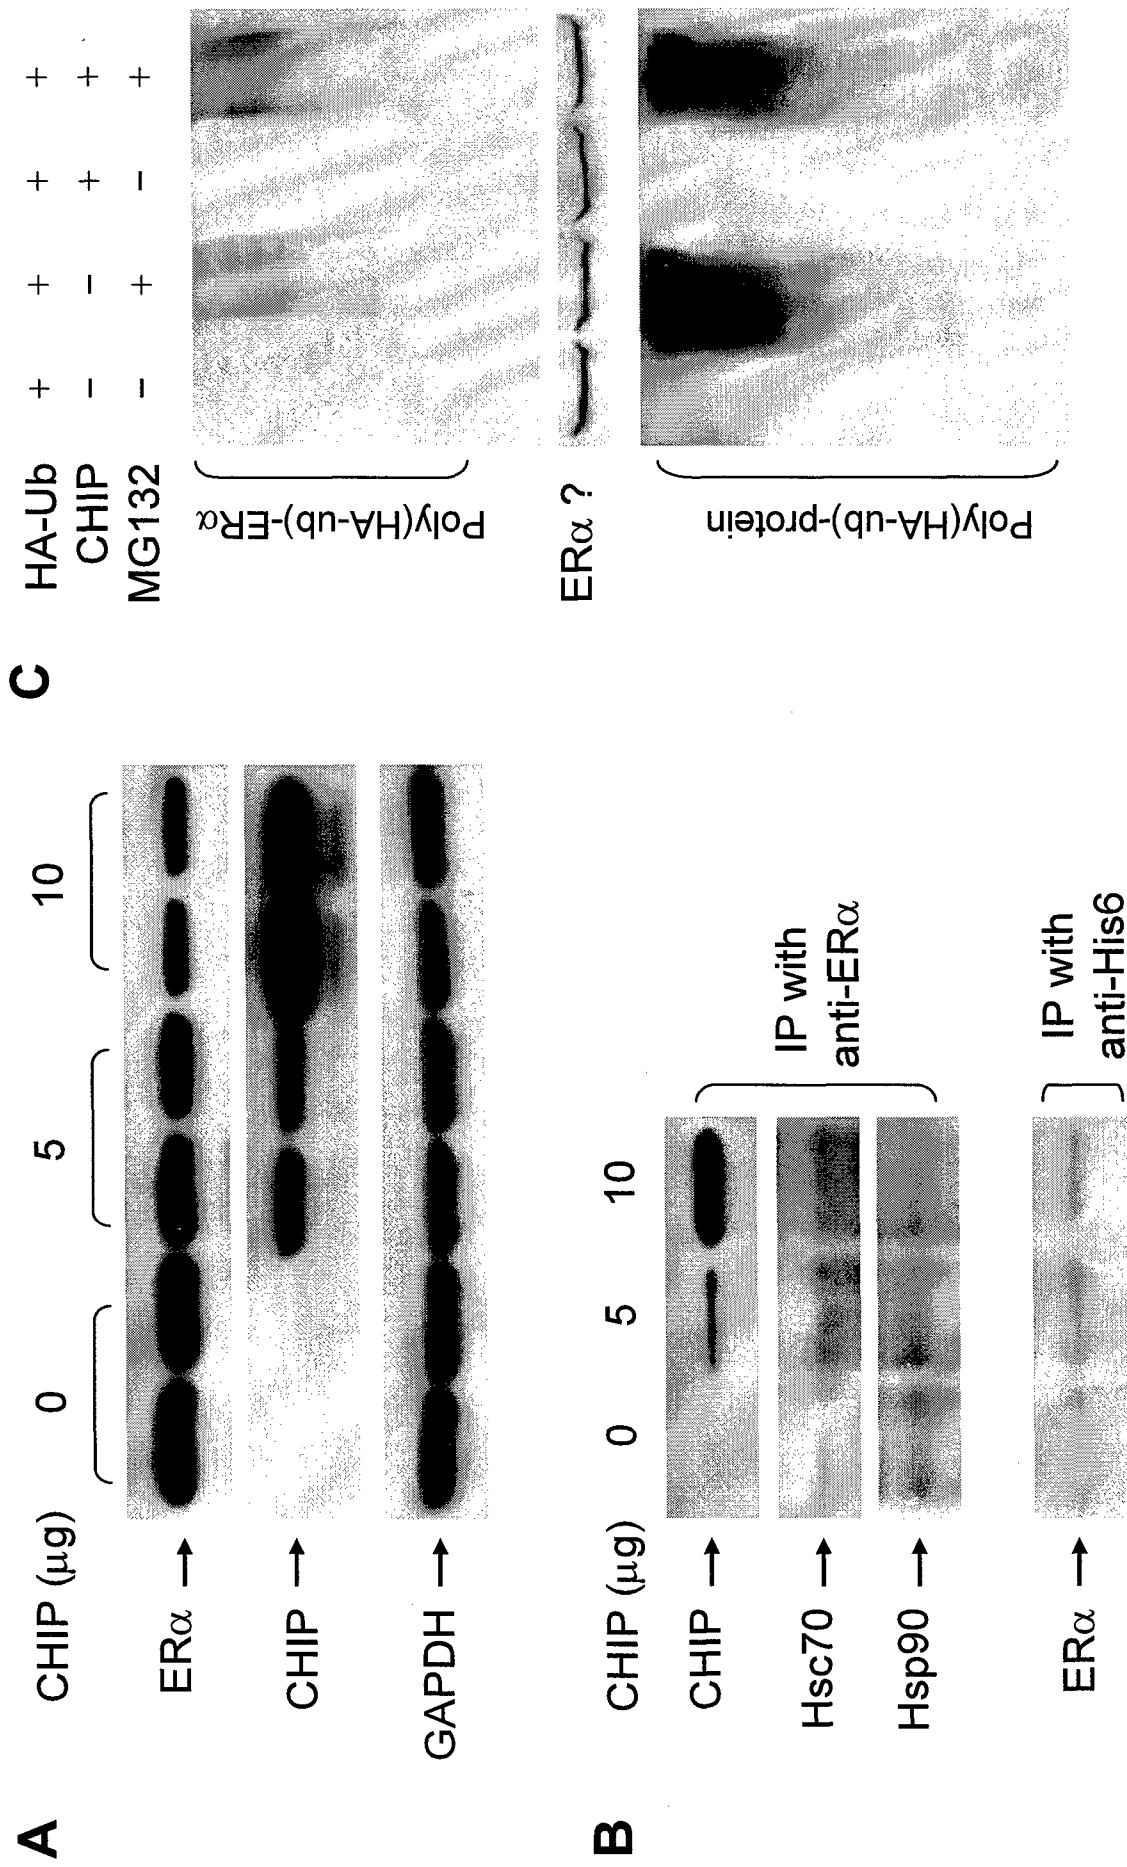 A
CHIP (μg) 0 5 10
ERα →
CHIP →
GAPDH →
B
CHIP (μg) 0 5 10
CHIP →
Hsc70 →
Hsp90 →
IP with
anti-ERα
ERα →
IP with
anti-His6
C
HA-Ub + + + +
CHIP − − + +
MG132 − + − +
Poly(HA-ub)-ERα
ERα ?
Poly(HA-ub)-protein